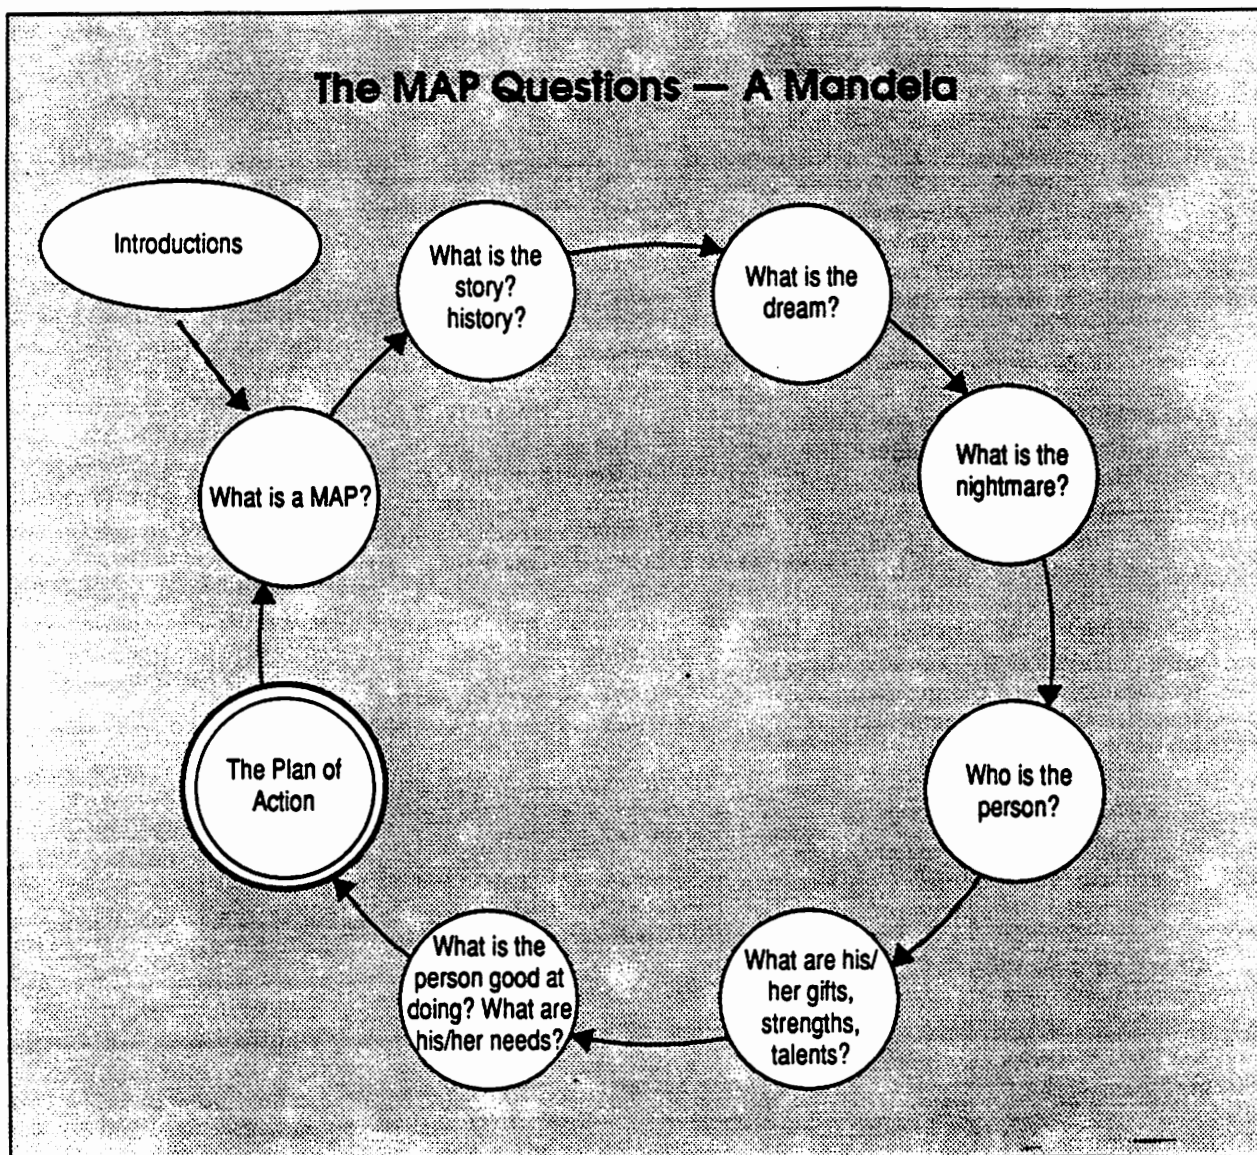 The MAP Questions — A Mandela
Introductions
What is the
story?
history?
What is the
dream?
What is the
nightmare?
What is a MAP?
Who is the
person?
The Plan of
Action
What are his/
her gifts,
strengths,
talents?
What is the
person good at
doing? What are
his/her needs?